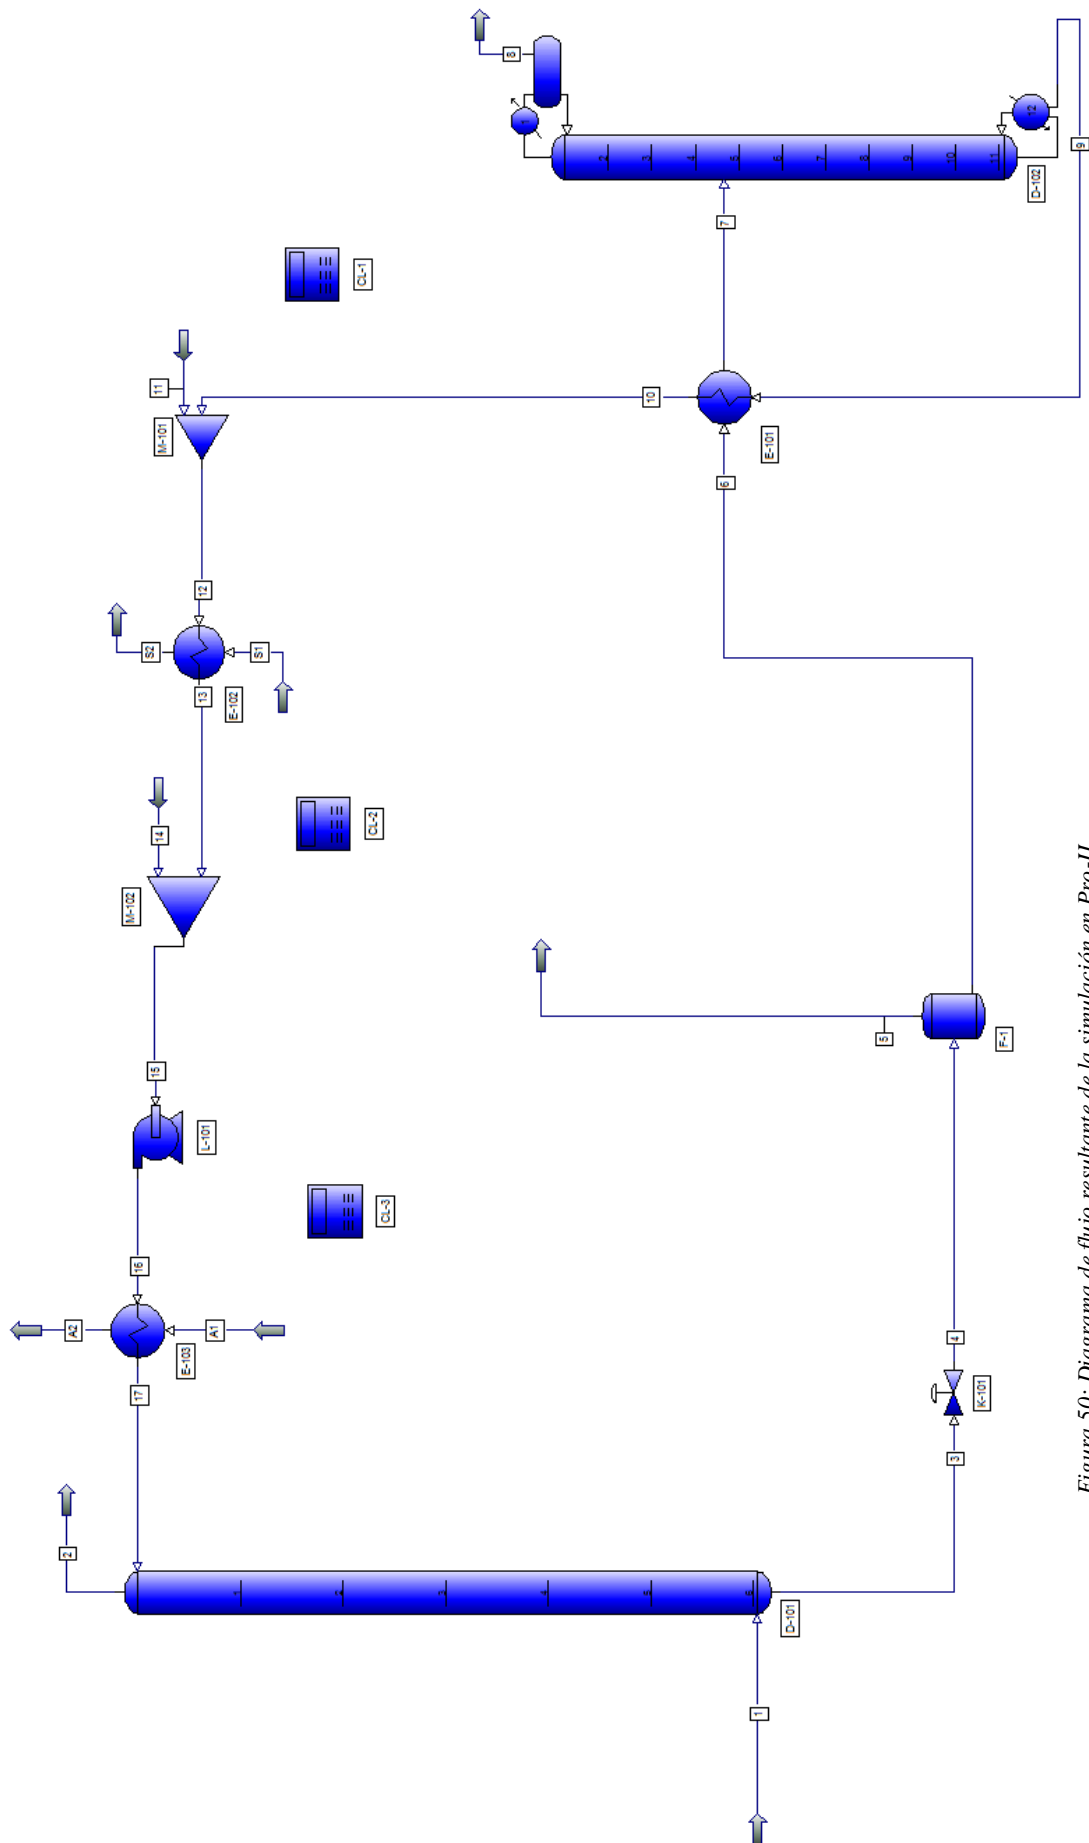 1
D-101
1
2
3
4
5
6
2
3
K-101
4
F-1
5
6
E-101
7
D-102
1
2
3
4
5
6
7
8
9
10
11
12
8
9
10
11
M-101
12
S1
S2
E-102
13
14
M-102
15
L-101
16
A1
A2
E-103
17
CL-1
CL-2
CL-3
Figura 50: Diagrama de flujo resultante de la simulación en Pro-II